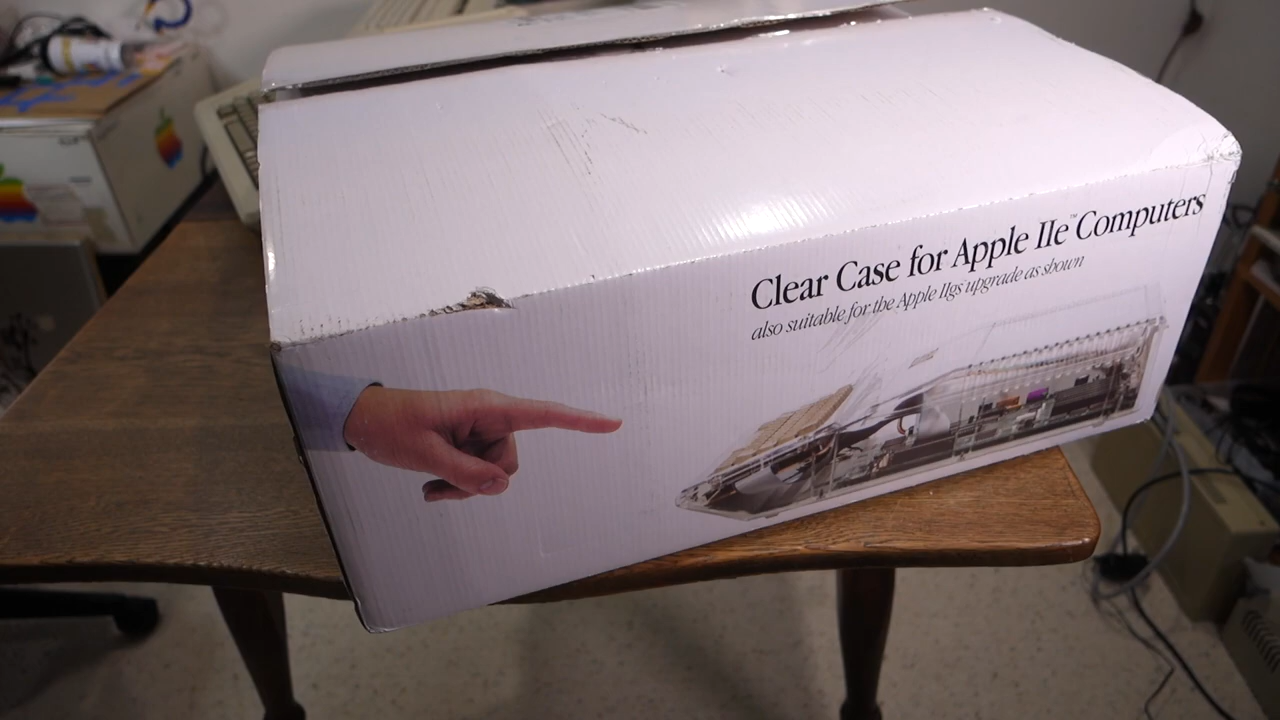 Clear Case for Apple IIe™ Computers
also suitable for the Apple IIgs upgrade as shown